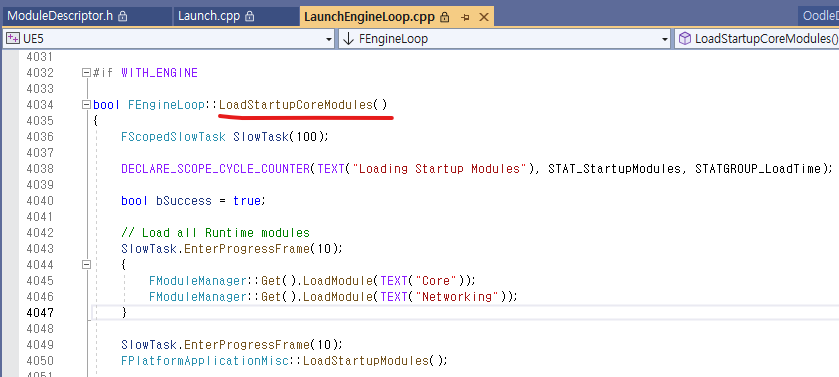 ModuleDescriptor.h Launch.cpp LaunchEngineLoop.cpp Oodle
UE5 FEngineLoop LoadStartupCoreModules()
4031
4032 #if WITH_ENGINE
4033
4034 bool FEngineLoop::LoadStartupCoreModules()
4035 {
4036 FScopedSlowTask SlowTask(100);
4037
4038 DECLARE_SCOPE_CYCLE_COUNTER(TEXT("Loading Startup Modules"), STAT_StartupModules, STATGROUP_LoadTime);
4039
4040 bool bSuccess = true;
4041
4042 // Load all Runtime modules
4043 SlowTask.EnterProgressFrame(10);
4044 {
4045 FModuleManager::Get().LoadModule(TEXT("Core"));
4046 FModuleManager::Get().LoadModule(TEXT("Networking"));
4047 }
4048
4049 SlowTask.EnterProgressFrame(10);
4050 FPlatformApplicationMisc::LoadStartupModules();